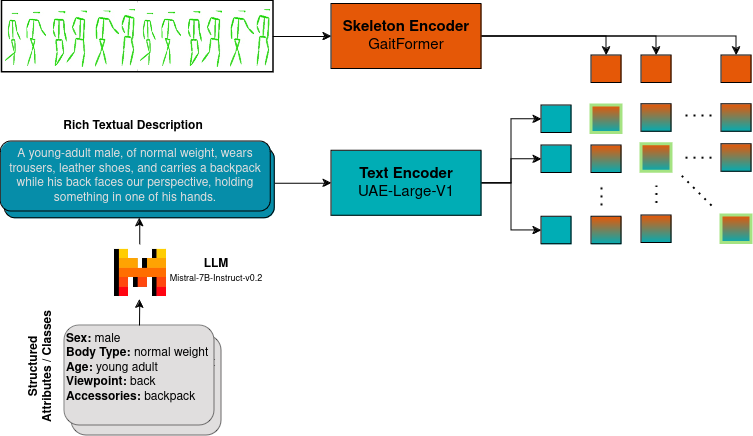 Skeleton Encoder
GaitFormer
Rich Textual Description
A young-adult male, of normal weight, wears
trousers, leather shoes, and carries a backpack
while his back faces our perspective, holding
something in one of his hands.
Text Encoder
UAE-Large-V1
LLM
Mistral-7B-Instruct-v0.2
Structured
Attributes / Classes
Sex: male
Body Type: normal weight
Age: young adult
Viewpoint: back
Accessories: backpack